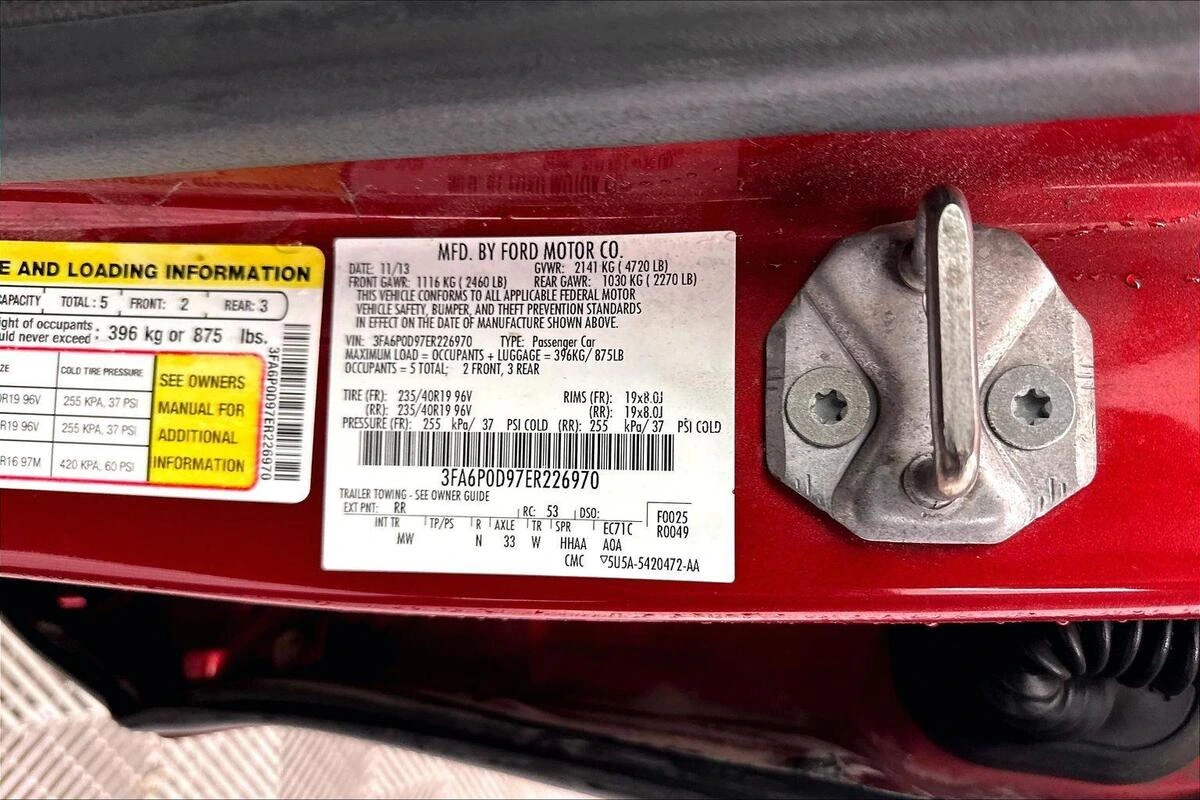 E AND LOADING INFORMATION
CAPACITY TOTAL: 5 FRONT: 2 REAR: 3
ght of occupants
uld never exceed : 396 kg or 875 lbs.
ZE COLD TIRE PRESSURE
0R19 96V 255 KPA, 37 PSI
R19 96V 255 KPA, 37 PSI
R16 97M 420 KPA, 60 PSI
SEE OWNERS
MANUAL FOR
ADDITIONAL
INFORMATION
3FA6P0D97ER226970
MFD. BY FORD MOTOR CO.
DATE: 11/13 GVWR: 2141 KG ( 4720 LB)
FRONT GAWR: 1116 KG ( 2460 LB) REAR GAWR: 1030 KG ( 2270 LB)
THIS VEHICLE CONFORMS TO ALL APPLICABLE FEDERAL MOTOR
VEHICLE SAFETY, BUMPER, AND THEFT PREVENTION STANDARDS
IN EFFECT ON THE DATE OF MANUFACTURE SHOWN ABOVE.
VIN: 3FA6P0D97ER226970 TYPE: Passenger Car
MAXIMUM LOAD = OCCUPANTS + LUGGAGE = 396KG/ 875LB
OCCUPANTS = 5 TOTAL; 2 FRONT, 3 REAR
TIRE (FR): 235/40R19 96V RIMS (FR): 19x8.0J
(RR): 235/40R19 96V (RR): 19x8.0J
PRESSURE (FR): 255 kPa/ 37 PSI COLD (RR): 255 kPa/ 37 PSI COLD
3FA6P0D97ER226970
TRAILER TOWING - SEE OWNER GUIDE
EXT PNT: RR RC: 53 DSO: F0025
INT TR TP/PS R AXLE TR SPR EC71C R0049
MW N 33 W HHAA A0A
CMC ▽5U5A-5420472-AA